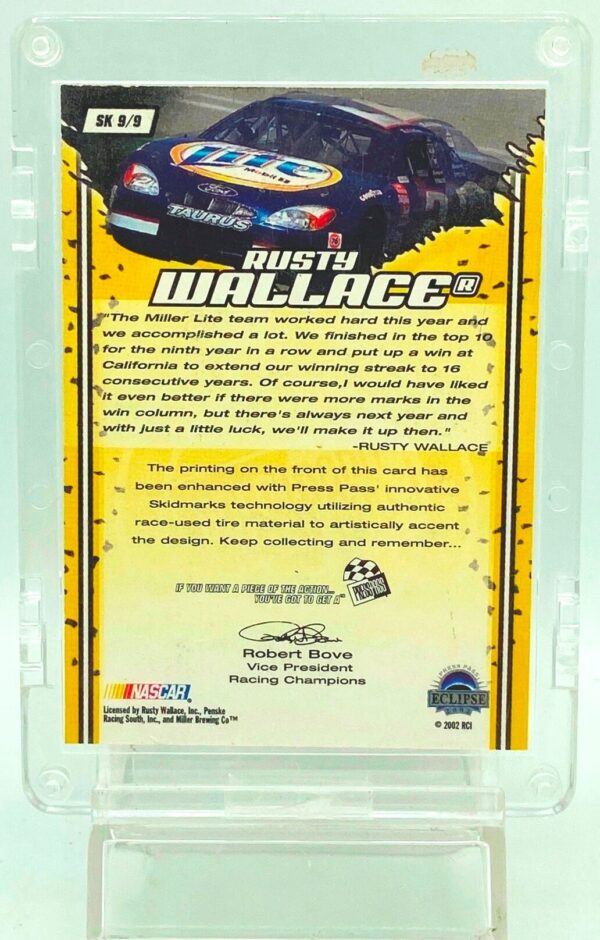 SK 9/9
Lite
Mobil
Ford
TAURUS
GOODYEAR
76
RUSTY
WALLACE®
"The Miller Lite team worked hard this year and
we accomplished a lot. We finished in the top 10
for the ninth year in a row and put up a win at
California to extend our winning streak to 16
consecutive years. Of course,I would have liked
it even better if there were more marks in the
win column, but there's always next year and
with just a little luck, we'll make it up then."
-RUSTY WALLACE
The printing on the front of this card has
been enhanced with Press Pass' innovative
Skidmarks technology utilizing authentic
race-used tire material to artistically accent
the design. Keep collecting and remember...
IF YOU WANT A PIECE OF THE ACTION...
YOU'VE GOT TO GET A™
PRESS PASS
Robert Bove
Vice President
Racing Champions
NASCAR®
Licensed by Rusty Wallace, Inc., Penske
Racing South, Inc., and Miller Brewing Co™
PRESS PASS
ECLIPSE
2002
© 2002 RCI